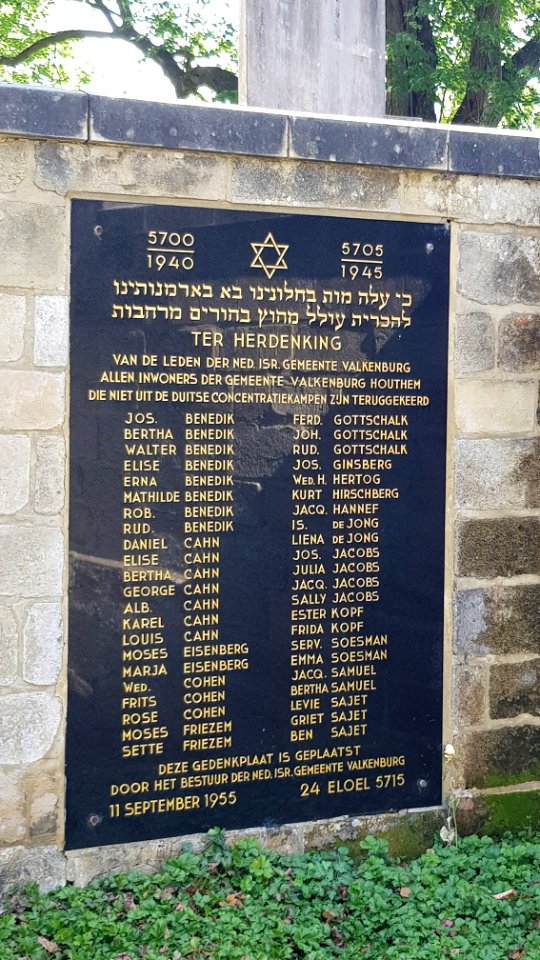 5700
1940
5705
1945
כי עלה מות בחלונינו בא בארמנותינו
להכרית עולל מחוץ בחורים מרחבות
TER HERDENKING
VAN DE LEDEN DER NED. ISR. GEMEENTE VALKENBURG
ALLEN INWONERS DER GEMEENTE VALKENBURG HOUTHEM
DIE NIET UIT DE DUITSE CONCENTRATIEKAMPEN ZIJN TERUGGEKEERD
JOS. BENEDIK
BERTHA BENEDIK
WALTER BENEDIK
ELISE BENEDIK
ERNA BENEDIK
MATHILDE BENEDIK
ROB. BENEDIK
RUD. BENEDIK
DANIEL CAHN
ELISE CAHN
BERTHA CAHN
GEORGE CAHN
ALB. CAHN
KAREL CAHN
LOUIS CAHN
MOSES EISENBERG
MARJA EISENBERG
WED. COHEN
FRITS COHEN
ROSE COHEN
MOSES FRIEZEM
SETTE FRIEZEM
FERD. GOTTSCHALK
JOH. GOTTSCHALK
RUD. GOTTSCHALK
JOS. GINSBERG
WED. H. HERTOG
KURT HIRSCHBERG
JACQ. HANNEF
IS. DE JONG
LIENA DE JONG
JOS. JACOBS
JULIA JACOBS
JACQ. JACOBS
SALLY JACOBS
ESTER KOPF
FRIDA KOPF
SERV. SOESMAN
EMMA SOESMAN
JACQ. SAMUEL
BERTHA SAMUEL
LEVIE SAJET
GRIET SAJET
BEN SAJET
DEZE GEDENKPLAAT IS GEPLAATST
DOOR HET BESTUUR DER NED. ISR. GEMEENTE VALKENBURG
11 SEPTEMBER 1955 24 ELOEL 5715